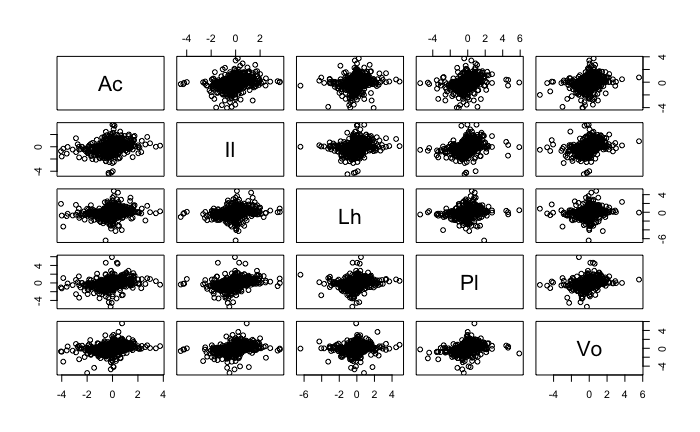 -4 0 2
-4 0 4 6
Ac
-4 0 2 4
-4 0
Il
Lh
-6 0 4
-4 0 4
Pl
Vo
-4 0 2 4
-4 -2 0 2 4
-6 -2 0 2 4
-4 0 2 4 6